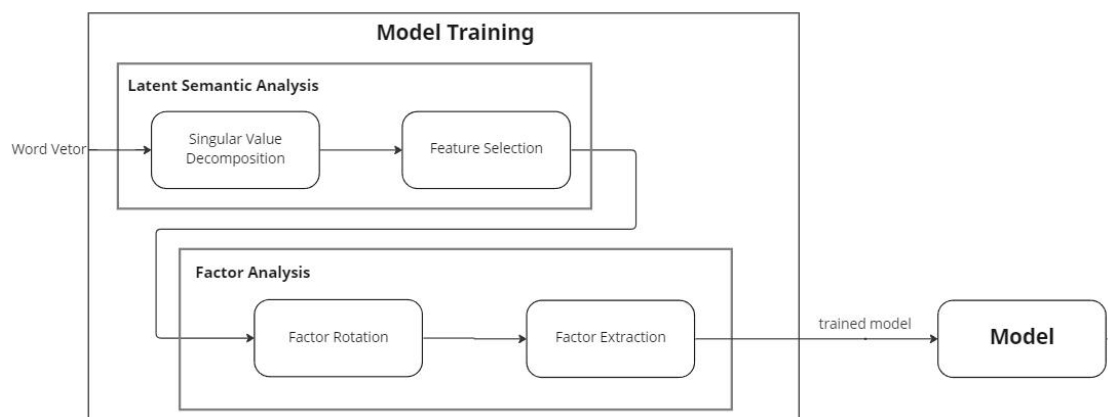 Model Training
Latent Semantic Analysis
Word Vetor
Singular Value
Decomposition
Feature Selection
Factor Analysis
Factor Rotation
Factor Extraction
trained model
Model